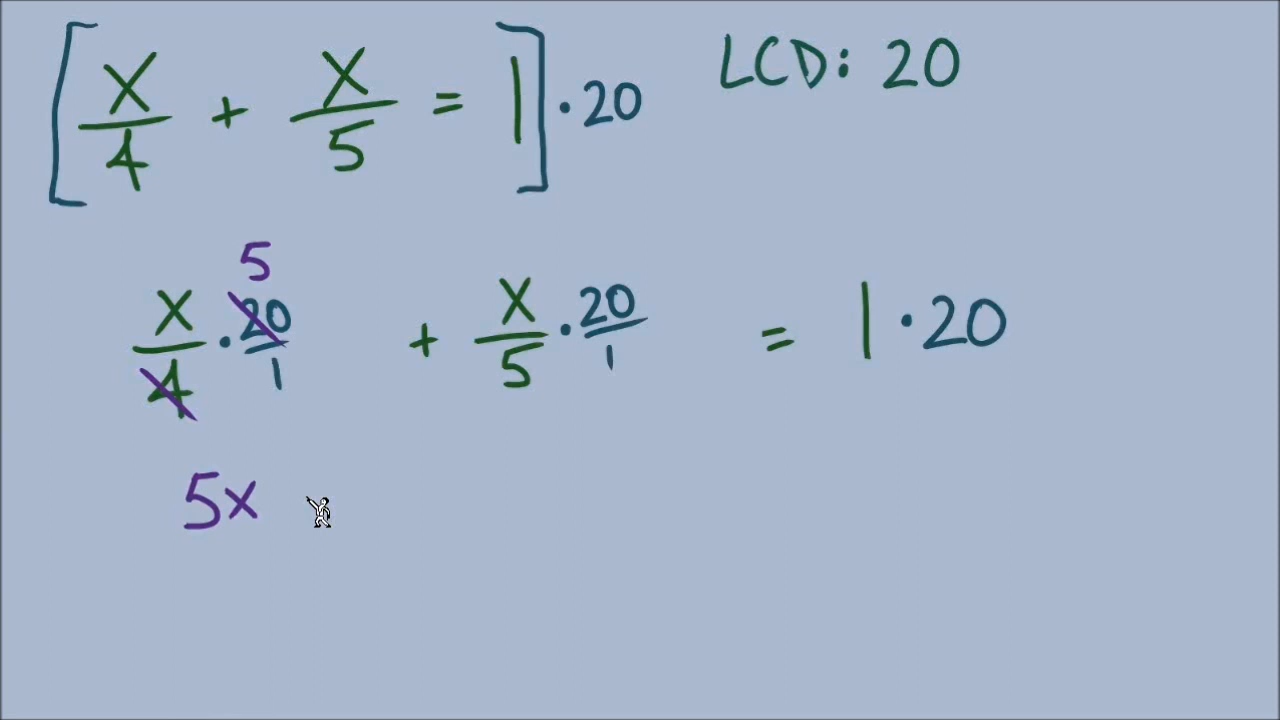 [x/4 + x/5 = 1] · 20 LCD: 20
5
x/4 · 20/1 + x/5 · 20/1 = 1 · 20
5x